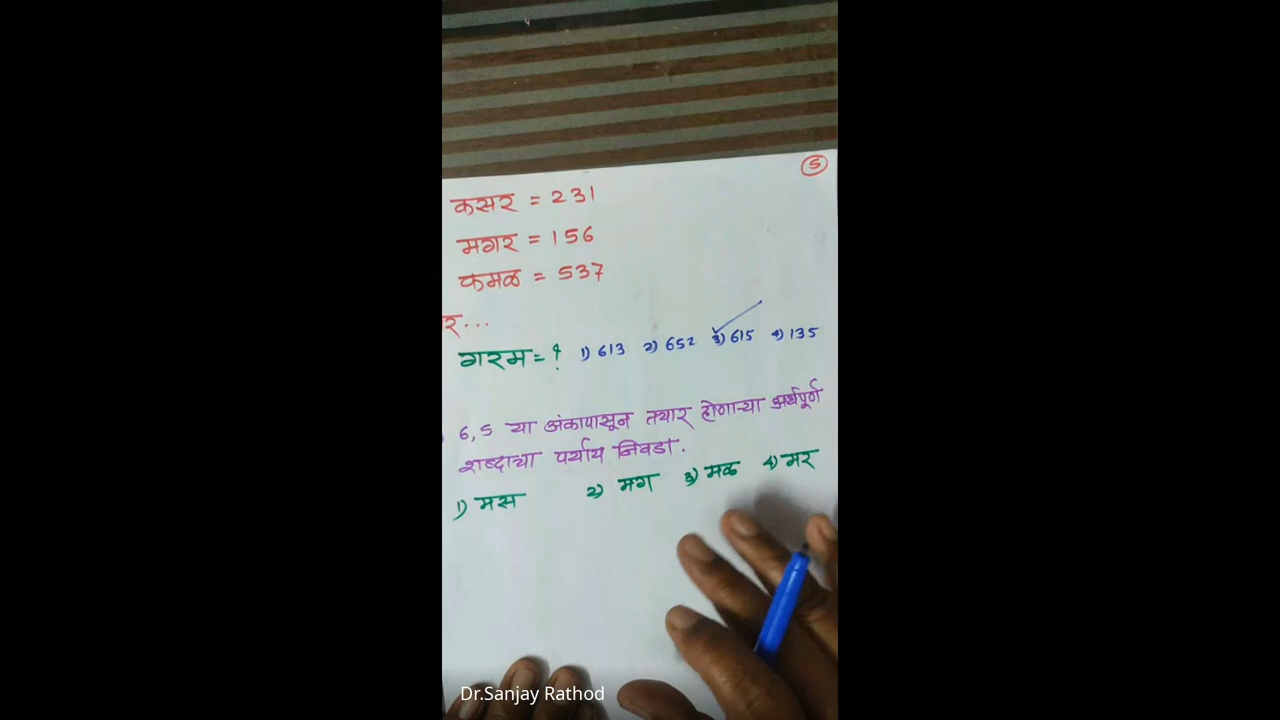 5
कसर = 231
मगर = 156
कमळ = 537
र...
गरम = ? 1) 613 2) 652 3) 615 4) 135
6, 5 या अंकापासून तयार होणाऱ्या अर्थपूर्ण
शब्दाचा पर्याय निवडा.
1) मस 2) मग 3) मळ 4) मर
Dr.Sanjay Rathod